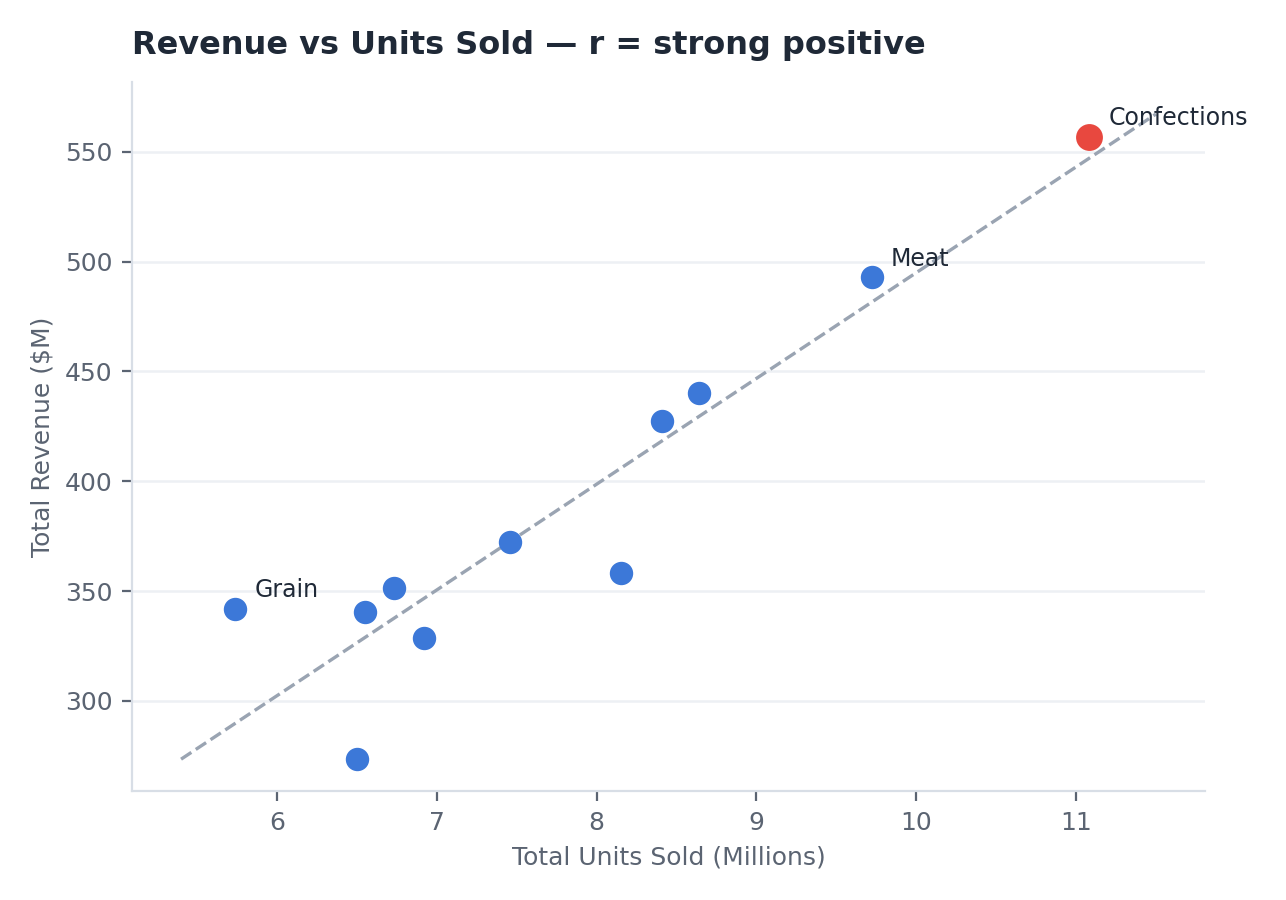 Revenue vs Units Sold — r = strong positive
Confections
550
Meat
500
450
Total Revenue ($M)
400
Grain
350
300
6 7 8 9 10 11
Total Units Sold (Millions)